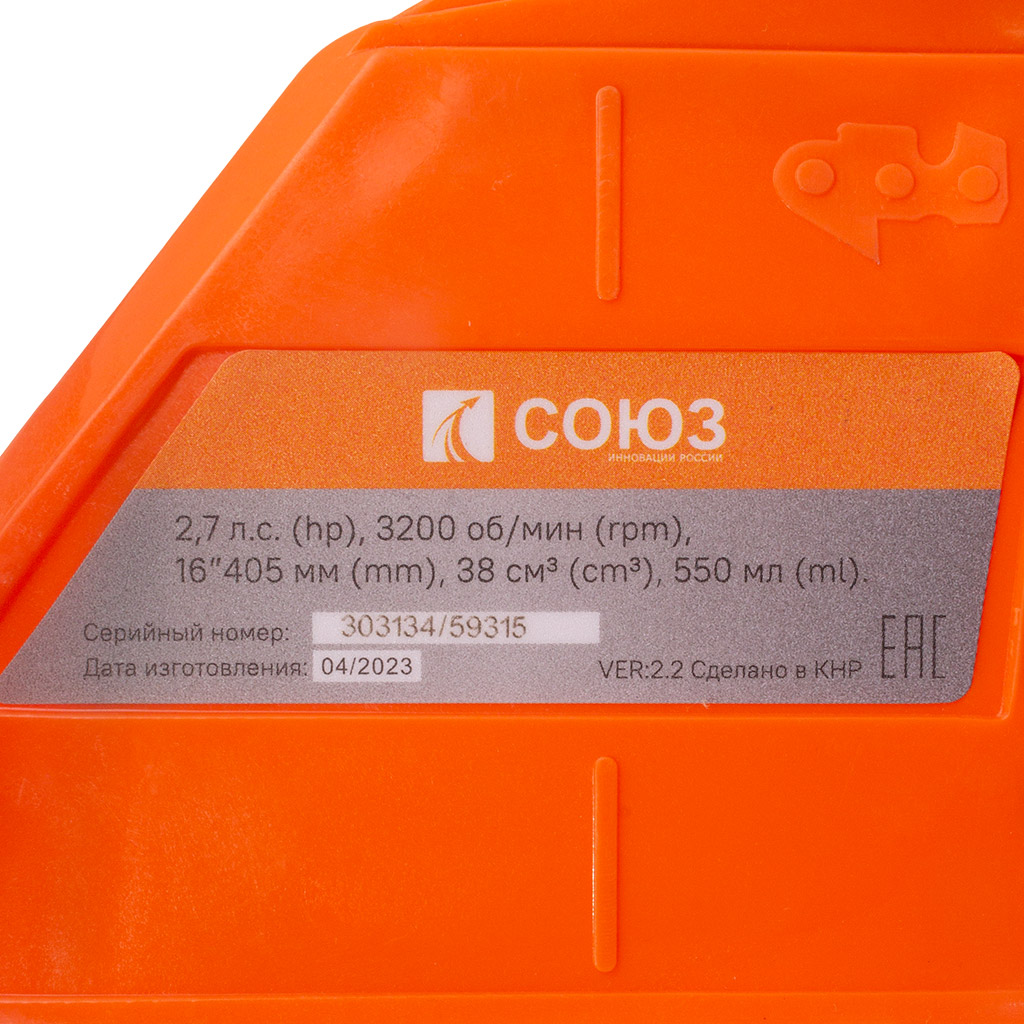 СОЮЗ
ИННОВАЦИИ РОССИИ
2,7 л.с. (hp), 3200 об/мин (rpm),
16"405 мм (mm), 38 см³ (cm³), 550 мл (ml).
Серийный номер: 303134/59315
Дата изготовления: 04/2023
VER:2.2 Сделано в КНР EAC